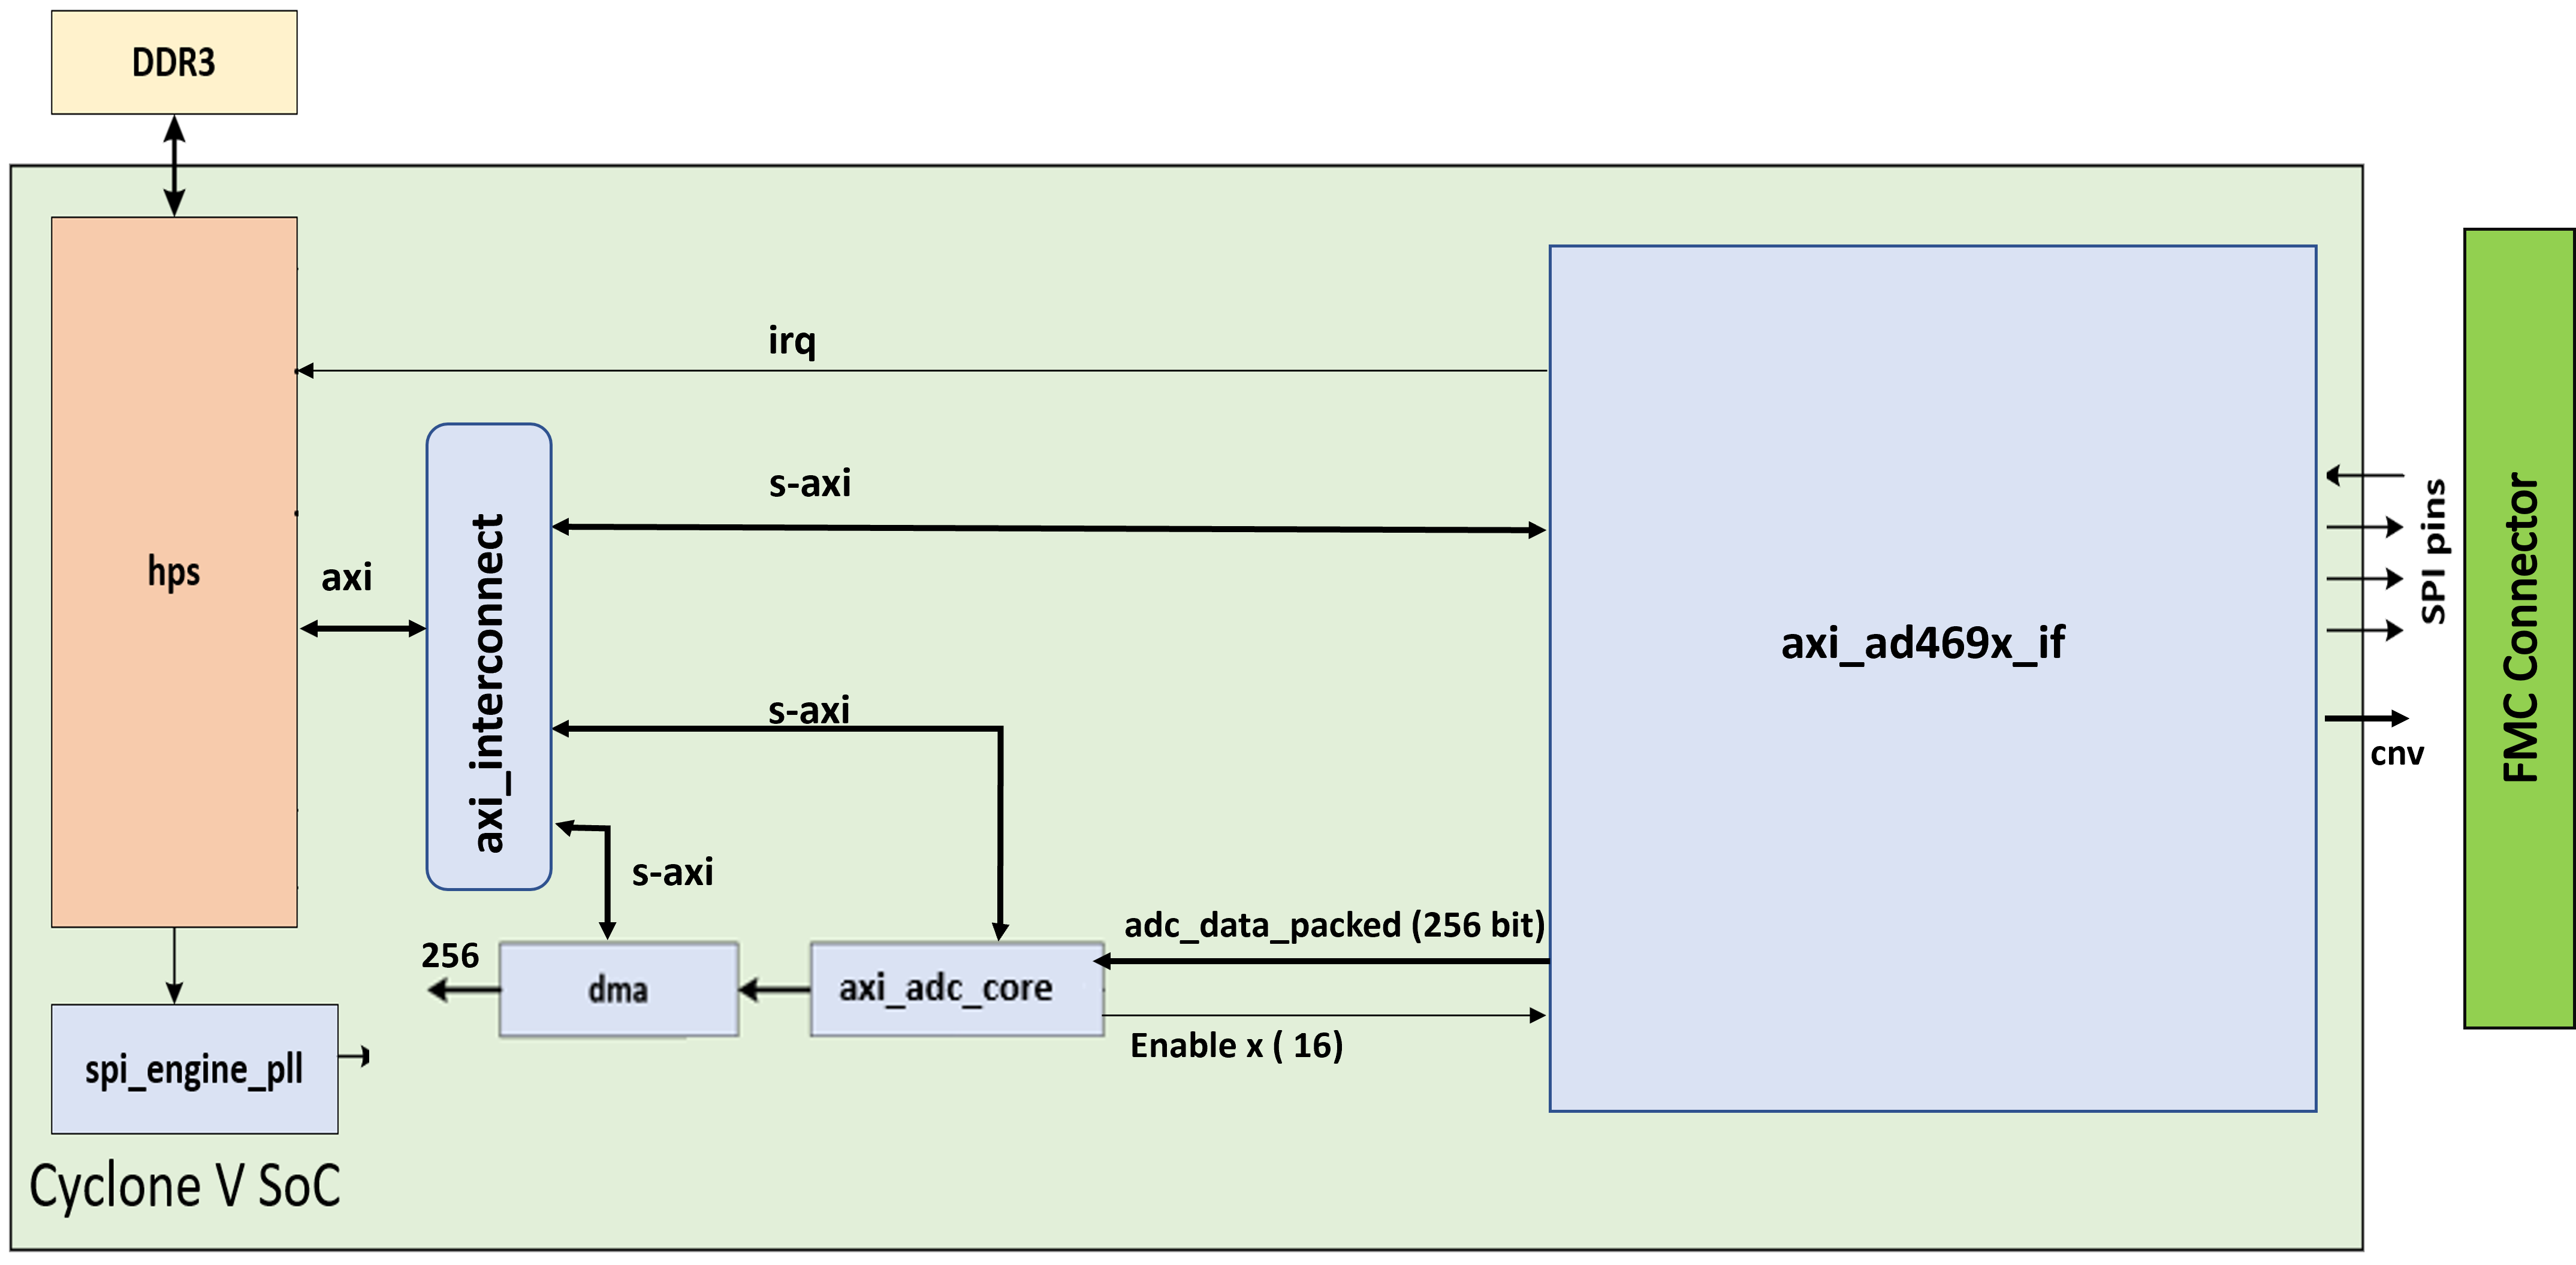 DDR3
irq
s-axi
hps
axi
axi_interconnect
s-axi
s-axi
axi_ad469x_if
SPI pins
cnv
FMC Connector
adc_data_packed (256 bit)
256
dma
axi_adc_core
Enable x ( 16)
spi_engine_pll
Cyclone V SoC